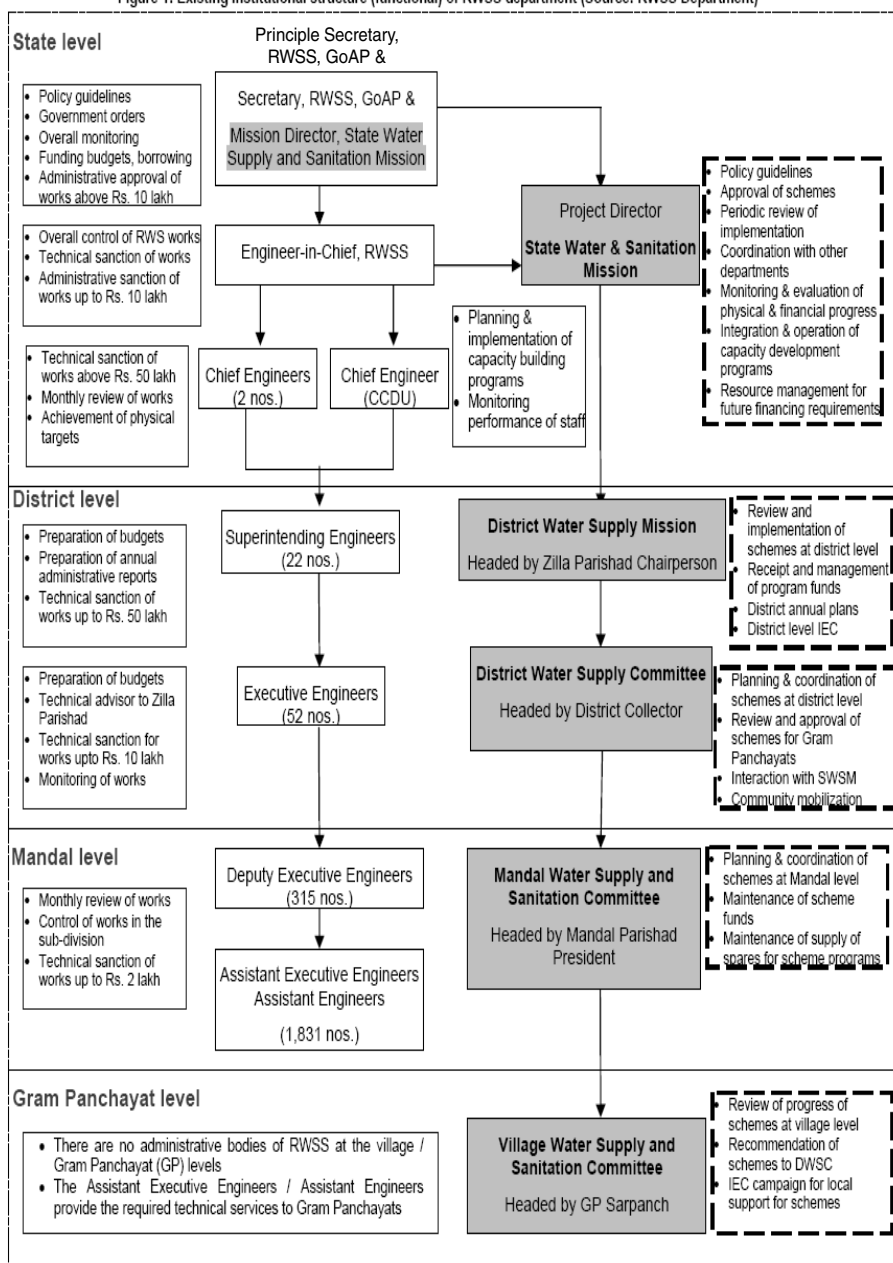 Figure 1: Existing institutional structure (functional) of RWSS department (Source: RWSS Department)
State level
Principle Secretary,
RWSS, GoAP &
Secretary, RWSS, GoAP &
Mission Director, State Water
Supply and Sanitation Mission
• Policy guidelines
• Government orders
• Overall monitoring
• Funding budgets, borrowing
• Administrative approval of
works above Rs. 10 lakh
Project Director
State Water & Sanitation
Mission
• Policy guidelines
• Approval of schemes
• Periodic review of
implementation
• Coordination with other
departments
• Monitoring & evaluation of
physical & financial progress
• Integration & operation of
capacity development
programs
• Resource management for
future financing requirements
• Overall control of RWS works
• Technical sanction of works
• Administrative sanction of
works up to Rs. 10 lakh
Engineer-in-Chief, RWSS
• Technical sanction of
works above Rs. 50 lakh
• Monthly review of works
• Achievement of physical
targets
Chief Engineers
(2 nos.)
Chief Engineer
(CCDU)
• Planning &
implementation of
capacity building
programs
• Monitoring
performance of staff
District level
• Preparation of budgets
• Preparation of annual
administrative reports
• Technical sanction of
works up to Rs. 50 lakh
Superintending Engineers
(22 nos.)
District Water Supply Mission
Headed by Zilla Parishad Chairperson
• Review and
implementation of
schemes at district level
• Receipt and management
of program funds
• District annual plans
• District level IEC
• Preparation of budgets
• Technical advisor to Zilla
Parishad
• Technical sanction for
works upto Rs. 10 lakh
• Monitoring of works
Executive Engineers
(52 nos.)
District Water Supply Committee
Headed by District Collector
• Planning & coordination of
schemes at district level
• Review and approval of
schemes for Gram
Panchayats
• Interaction with SWSM
• Community mobilization
Mandal level
• Monthly review of works
• Control of works in the
sub-division
• Technical sanction of
works up to Rs. 2 lakh
Deputy Executive Engineers
(315 nos.)
Assistant Executive Engineers
Assistant Engineers
(1,831 nos.)
Mandal Water Supply and
Sanitation Committee
Headed by Mandal Parishad
President
• Planning & coordination of
schemes at Mandal level
• Maintenance of scheme
funds
• Maintenance of supply of
spares for scheme programs
Gram Panchayat level
• There are no administrative bodies of RWSS at the village /
Gram Panchayat (GP) levels
• The Assistant Executive Engineers / Assistant Engineers
provide the required technical services to Gram Panchayats
Village Water Supply and
Sanitation Committee
Headed by GP Sarpanch
• Review of progress of
schemes at village level
• Recommendation of
schemes to DWSC
• IEC campaign for local
support for schemes